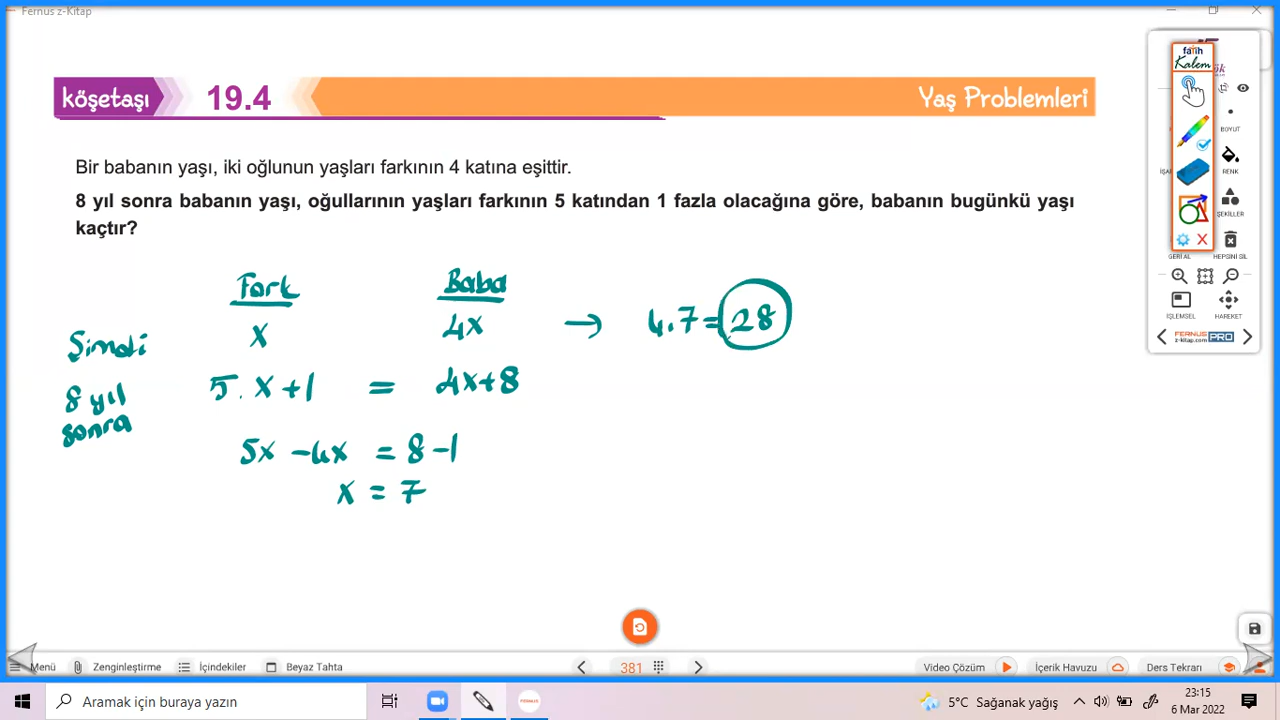 Fernus z-Kitap
köşetaşı 19.4 Yaş Problemleri
Bir babanın yaşı, iki oğlunun yaşları farkının 4 katına eşittir.
8 yıl sonra babanın yaşı, oğullarının yaşları farkının 5 katından 1 fazla olacağına göre, babanın bugünkü yaşı
kaçtır?
Fark Baba
Şimdi x 4x → 4.7=28
8 yıl
sonra 5.x+1 = 4x+8
5x -4x = 8-1
x = 7
fatih
Kalem
BOYUT
RENK
ŞEKİLLER
GERİ AL HEPSİNİ SİL
İŞLEMSEL HAREKET
FERNUS
z-kitap.com PRO
Menü Zenginleştirme İçindekiler Beyaz Tahta 381 Video Çözüm İçerik Havuzu Ders Tekrarı
Aramak için buraya yazın FERNUS 5°C Sağanak yağış 23:15
6 Mar 2022